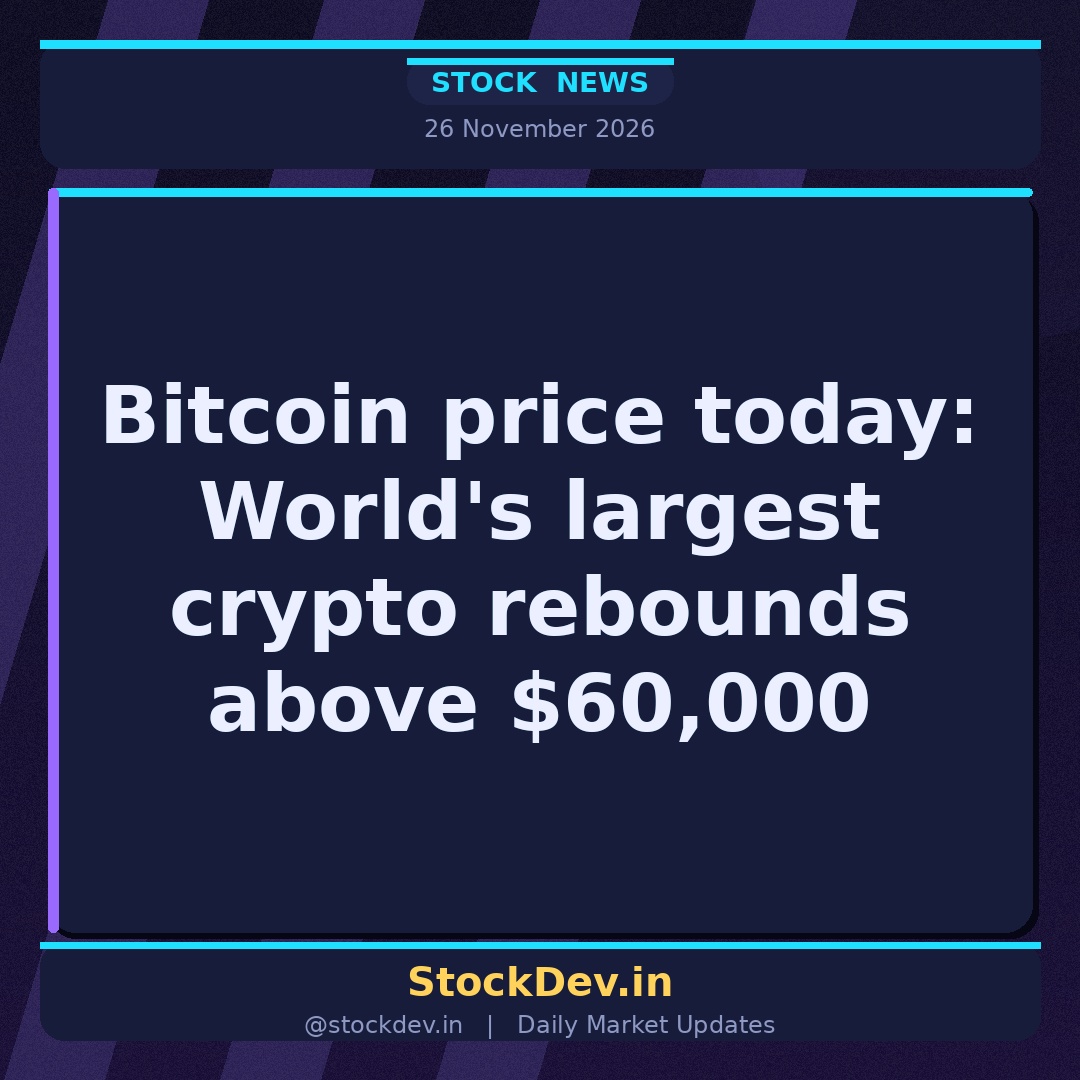 STOCK NEWS
26 November 2026
Bitcoin price today:
World's largest
crypto rebounds
above $60,000
StockDev.in
@stockdev.in | Daily Market Updates